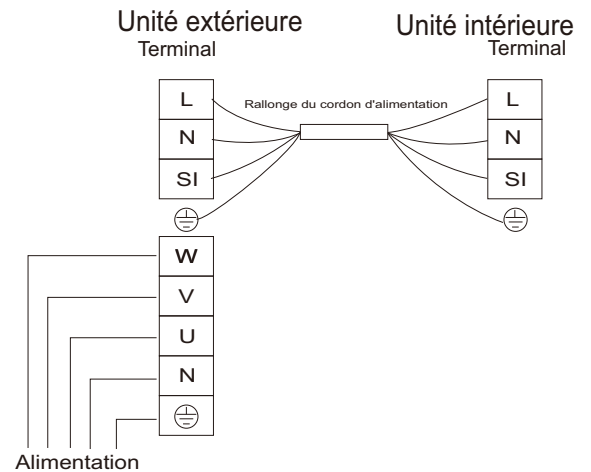 Unité extérieure
Terminal
Unité intérieure
Terminal
L
N
SI
Rallonge du cordon d'alimentation
L
N
SI
W
V
U
N
Alimentation